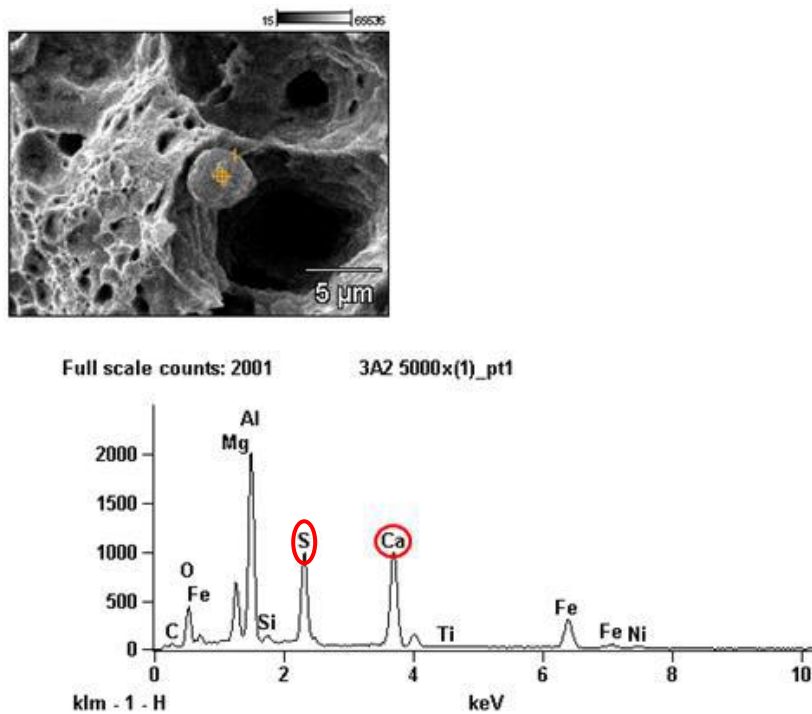 15 65535
5 µm
Full scale counts: 2001 3A2 5000x(1)_pt1
Al
2000
Mg
1500
1000
S
Ca
O
500
Fe
Fe
C
Si
Ti
Fe
Ni
0
0 2 4 6 8 10
klm - 1 - H keV